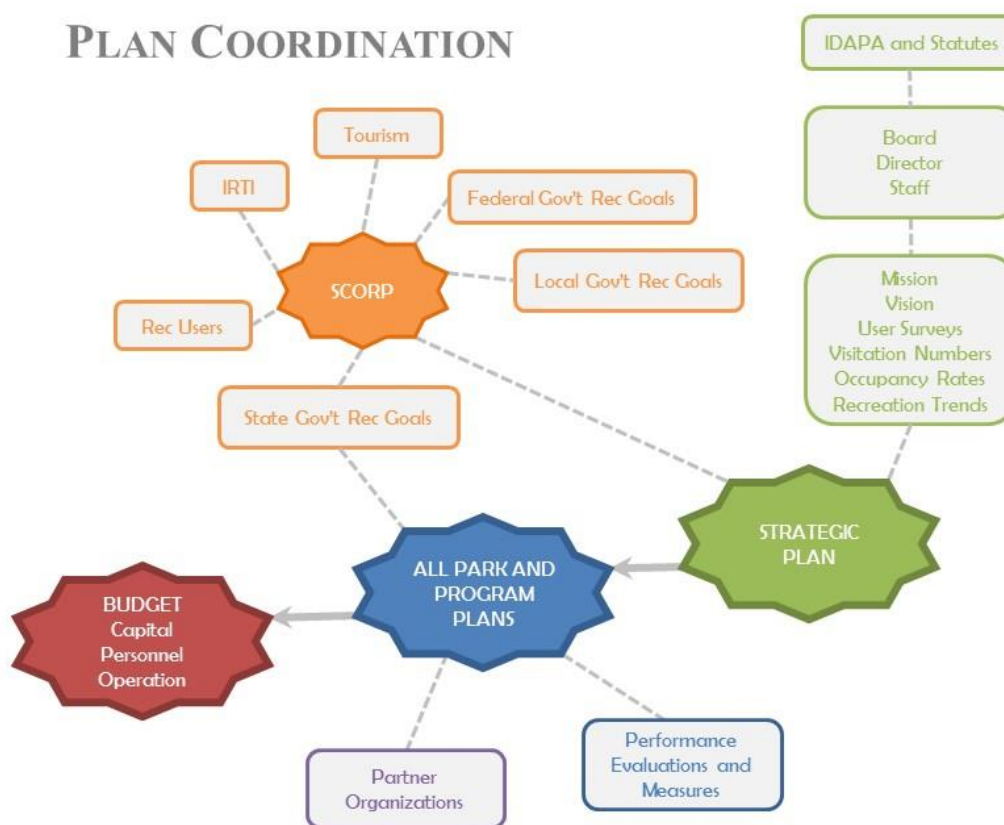 PLAN COORDINATION
IDAPA and Statutes
Board
Director
Staff
Mission
Vision
User Surveys
Visitation Numbers
Occupancy Rates
Recreation Trends
Tourism
IRTI
Federal Gov't Rec Goals
SCORP
Local Gov't Rec Goals
Rec Users
State Gov't Rec Goals
STRATEGIC
PLAN
ALL PARK AND
PROGRAM
PLANS
BUDGET
Capital
Personnel
Operation
Partner
Organizations
Performance
Evaluations and
Measures